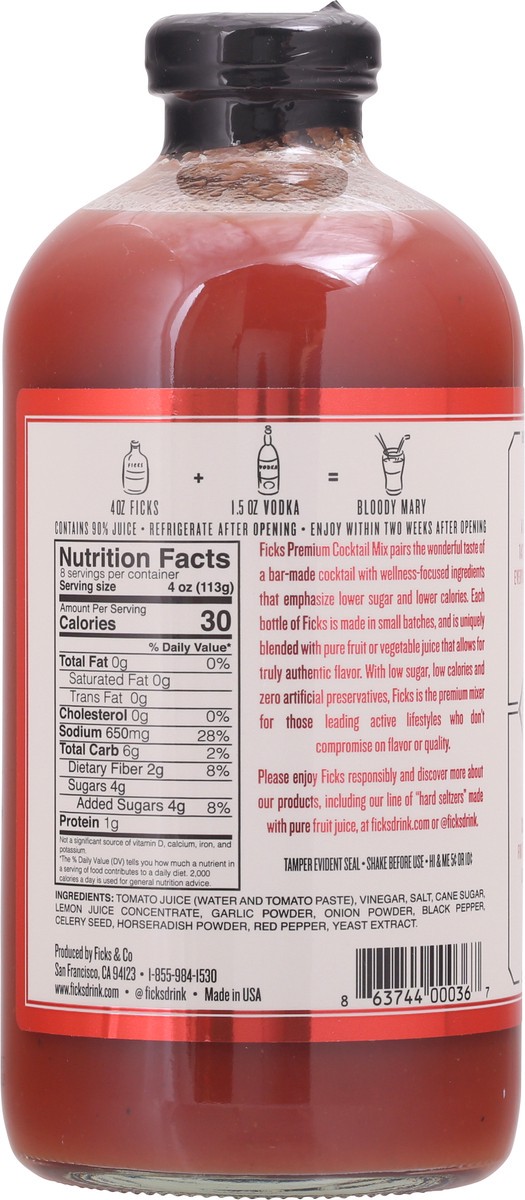 FICKS
VODKA
+
=
4OZ FICKS
1.5 OZ VODKA
BLOODY MARY
CONTAINS 90% JUICE • REFRIGERATE AFTER OPENING • ENJOY WITHIN TWO WEEKS AFTER OPENING
Nutrition Facts
8 servings per container
Serving size 4 oz (113g)
Amount Per Serving
Calories 30
% Daily Value*
Total Fat 0g 0%
Saturated Fat 0g
Trans Fat 0g
Cholesterol 0g 0%
Sodium 650mg 28%
Total Carb 6g 2%
Dietary Fiber 2g 8%
Sugars 4g
Added Sugars 4g 8%
Protein 1g
Not a significant source of vitamin D, calcium, iron, and
potassium.
*The % Daily Value (DV) tells you how much a nutrient in
a serving of food contributes to a daily diet. 2,000
calories a day is used for general nutrition advice.
Ficks Premium Cocktail Mix pairs the wonderful taste of
a bar-made cocktail with wellness-focused ingredients
that emphasize lower sugar and lower calories. Each
bottle of Ficks is made in small batches, and is uniquely
blended with pure fruit or vegetable juice that allows for
truly authentic flavor. With low sugar, low calories and
zero artificial preservatives, Ficks is the premium mixer
for those leading active lifestyles who don't
compromise on flavor or quality.
Please enjoy Ficks responsibly and discover more about
our products, including our line of "hard seltzers" made
with pure fruit juice, at ficksdrink.com or @ficksdrink.
TAMPER EVIDENT SEAL • SHAKE BEFORE USE • HI & ME 5¢ OR 10¢
INGREDIENTS: TOMATO JUICE (WATER AND TOMATO PASTE), VINEGAR, SALT, CANE SUGAR,
LEMON JUICE CONCENTRATE, GARLIC POWDER, ONION POWDER, BLACK PEPPER,
CELERY SEED, HORSERADISH POWDER, RED PEPPER, YEAST EXTRACT.
Produced by Ficks & Co
San Francisco, CA 94123 • 1-855-984-1530
www.ficksdrink.com • @ficksdrink • Made in USA
8 63744 00036 7